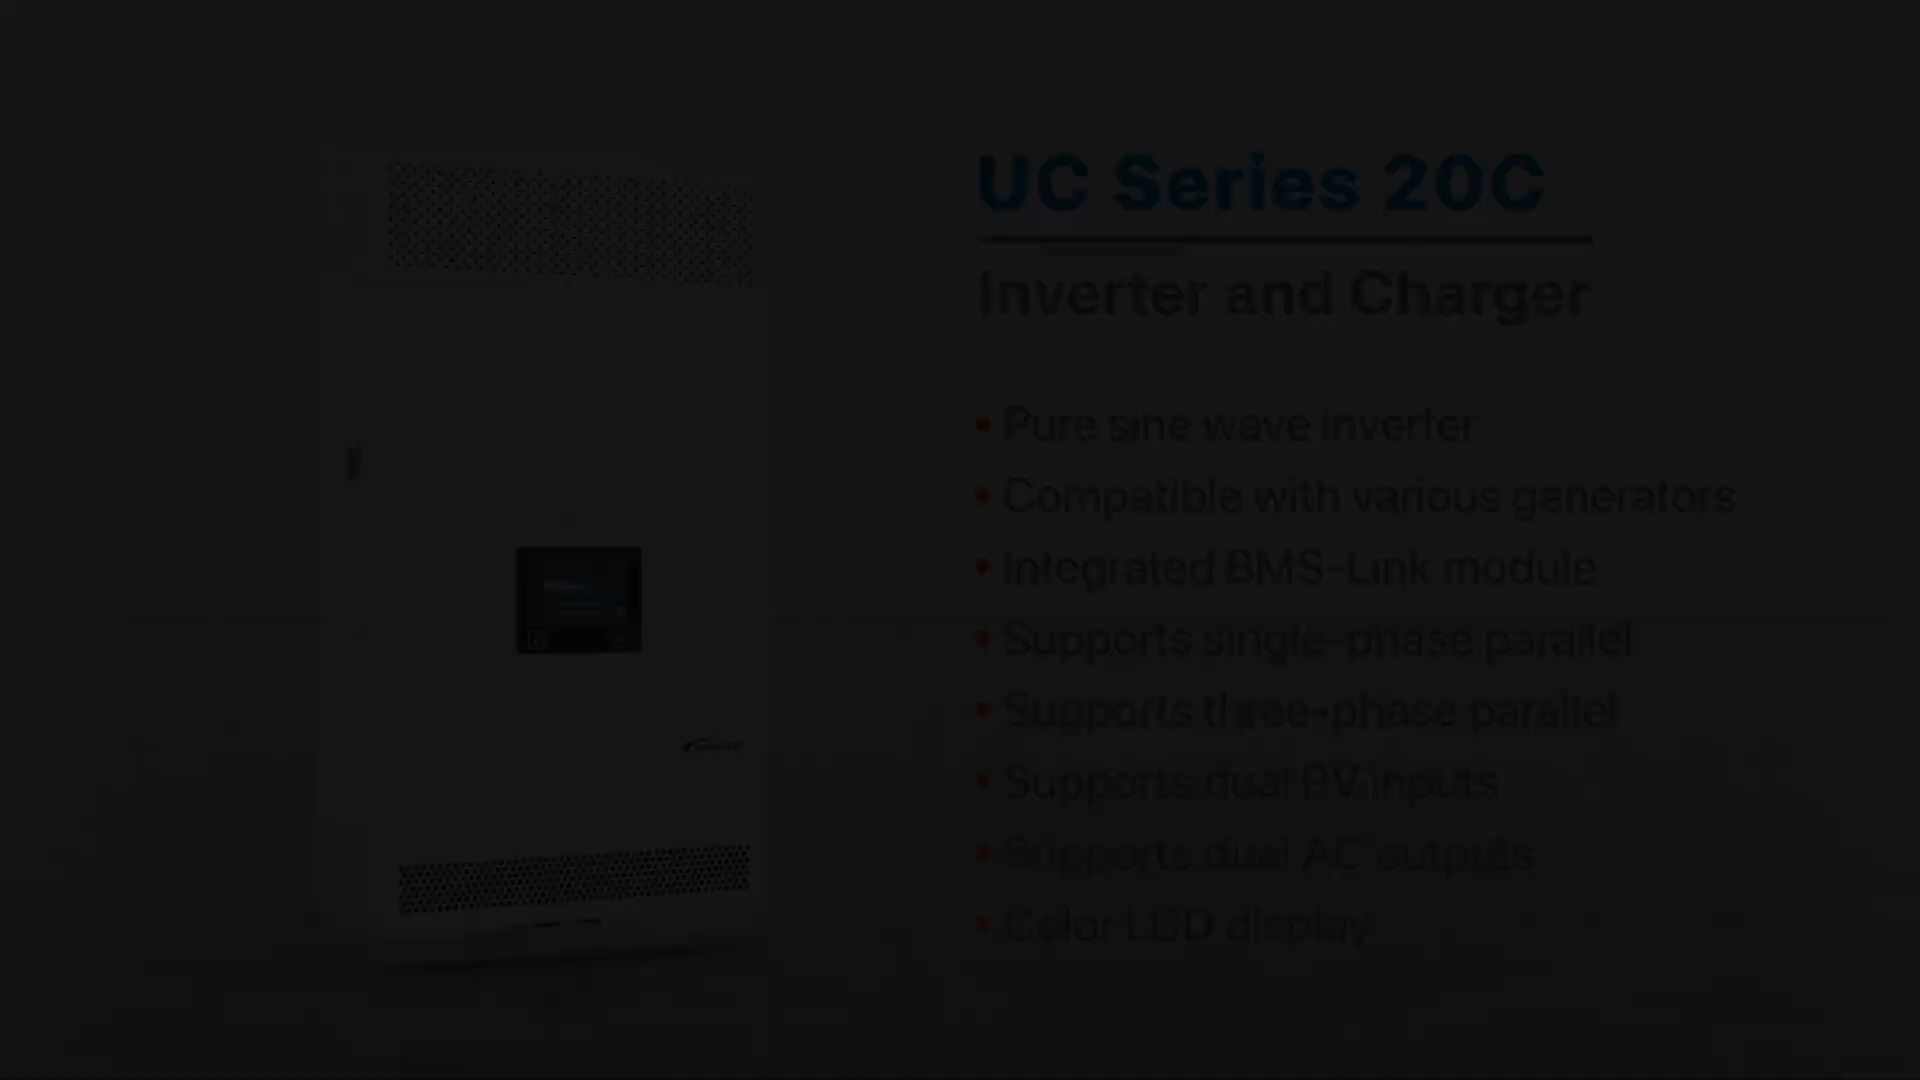 UC Series 20C
Inverter and Charger
• Pure sine wave inverter
• Compatible with various generators
• Integrated BMS-Link module
• Supports single-phase parallel
• Supports three-phase parallel
• Supports dual PV inputs
• Supports dual AC outputs
• Color LCD display